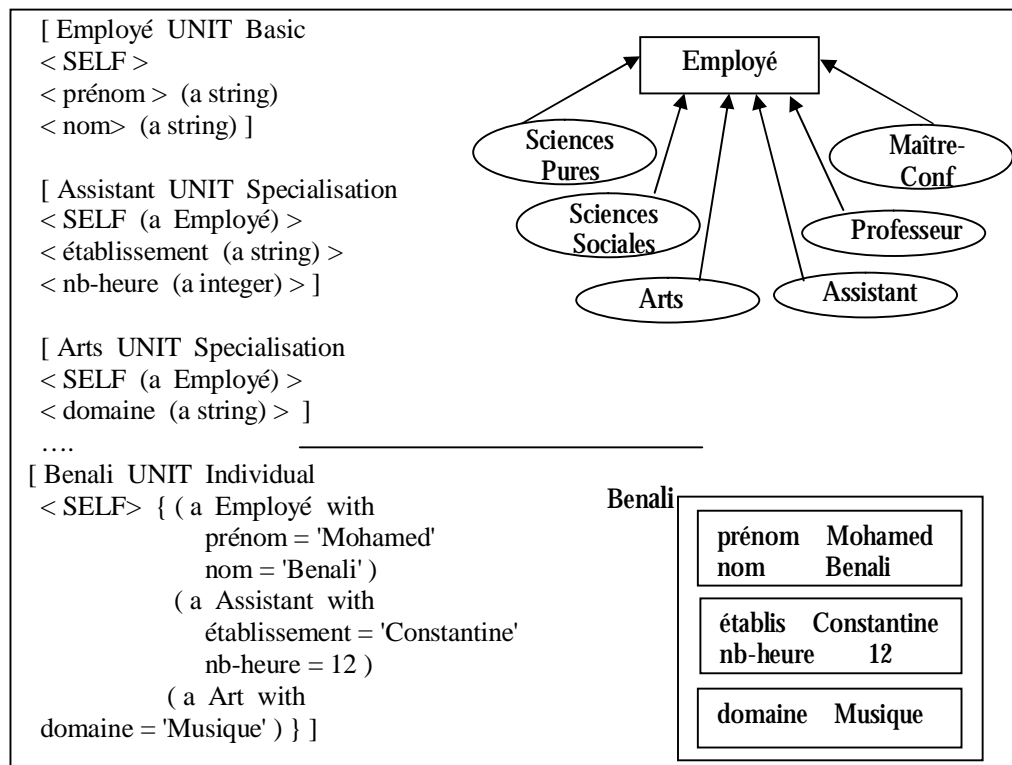 [ Employé UNIT Basic
< SELF >
< prénom > (a string)
< nom> (a string) ]
[ Assistant UNIT Specialisation
< SELF (a Employé) >
< établissement (a string) >
< nb-heure (a integer) > ]
[ Arts UNIT Specialisation
< SELF (a Employé) >
< domaine (a string) > ]
….
Employé
Sciences
Pures
Sciences
Sociales
Arts
Assistant
Professeur
Maître-
Conf
[ Benali UNIT Individual
< SELF> { ( a Employé with
prénom = 'Mohamed'
nom = 'Benali' )
( a Assistant with
établissement = 'Constantine'
nb-heure = 12 )
( a Art with
domaine = 'Musique' ) } ]
Benali
prénom Mohamed
nom Benali
établis Constantine
nb-heure 12
domaine Musique